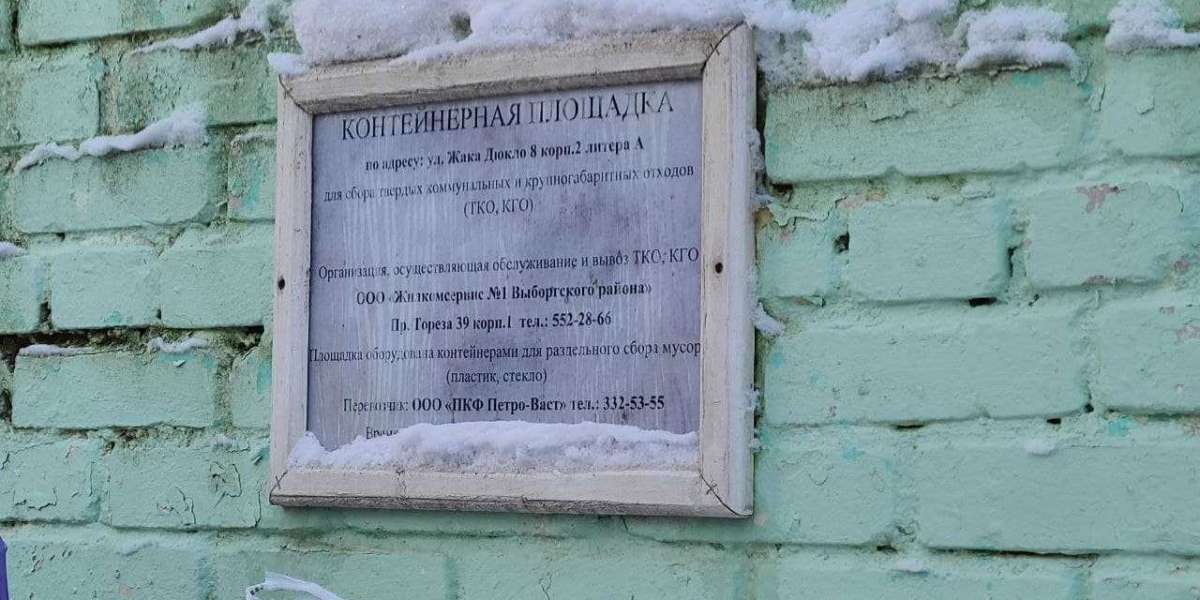 КОНТЕЙНЕРНАЯ ПЛОЩАДКА
по адресу: ул. Жака Дюкло 8 корп.2 литера А
для сбора твердых коммунальных и крупногабаритных отходов
(ТКО, КГО)
Организация, осуществляющая обслуживание и вывоз ТКО, КГО
ООО «Жилкомсервис №1 Выборгского района»
Пр. Тореза 39 корп.1 тел.: 552-28-66
Площадка оборудована контейнерами для раздельного сбора мусор
(пластик, стекло)
Перевозчик: ООО «ПКФ Петро-Васт» тел.: 332-53-55